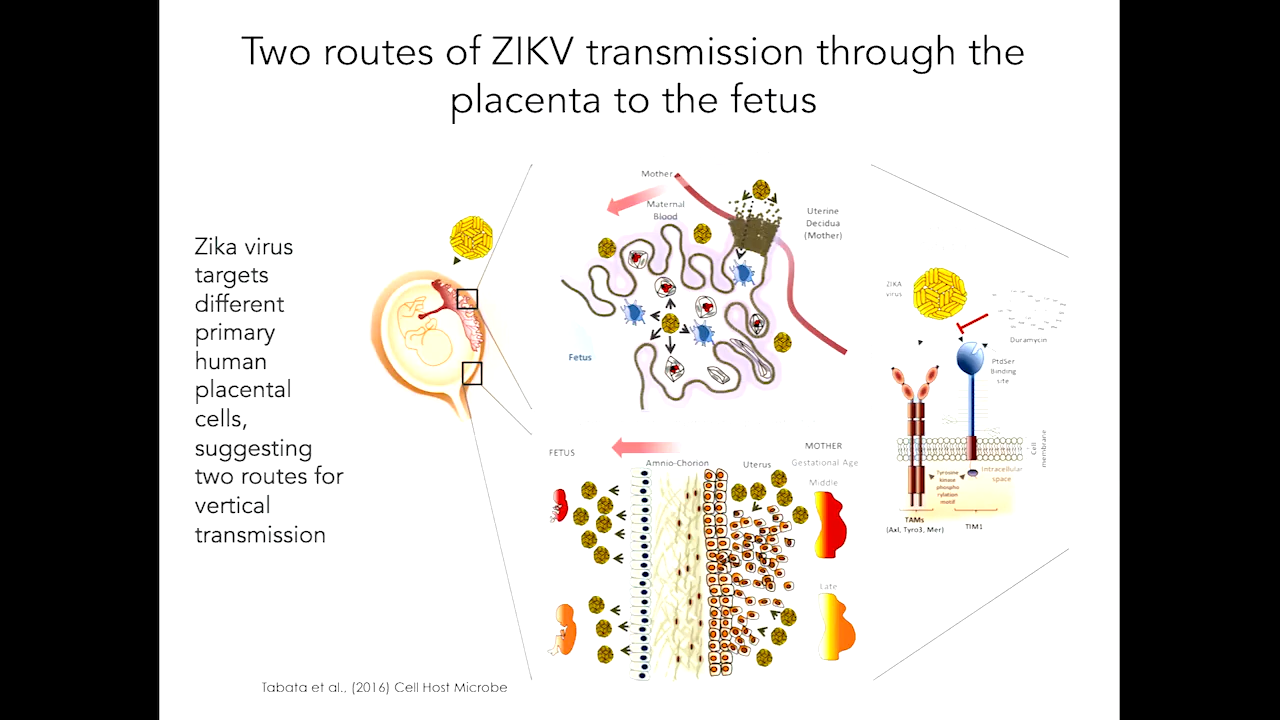 Two routes of ZIKV transmission through the
placenta to the fetus
Zika virus
targets
different
primary
human
placental
cells,
suggesting
two routes for
vertical
transmission
Mother
Maternal
Blood
Uterine
Decidua
(Mother)
Fetus
FETUS
Amnio-Chorion
Uterus
MOTHER
Gestational Age
Middle
Late
ZIKA
virus
Duramycin
PtdSer
Binding
site
Cell
membrane
Tyrosine
kinase
phospho
rylation
motif
Intracellular
space
TAMs
(Axl, Tyro3, Mer)
TIM1
Tabata et al., (2016) Cell Host Microbe